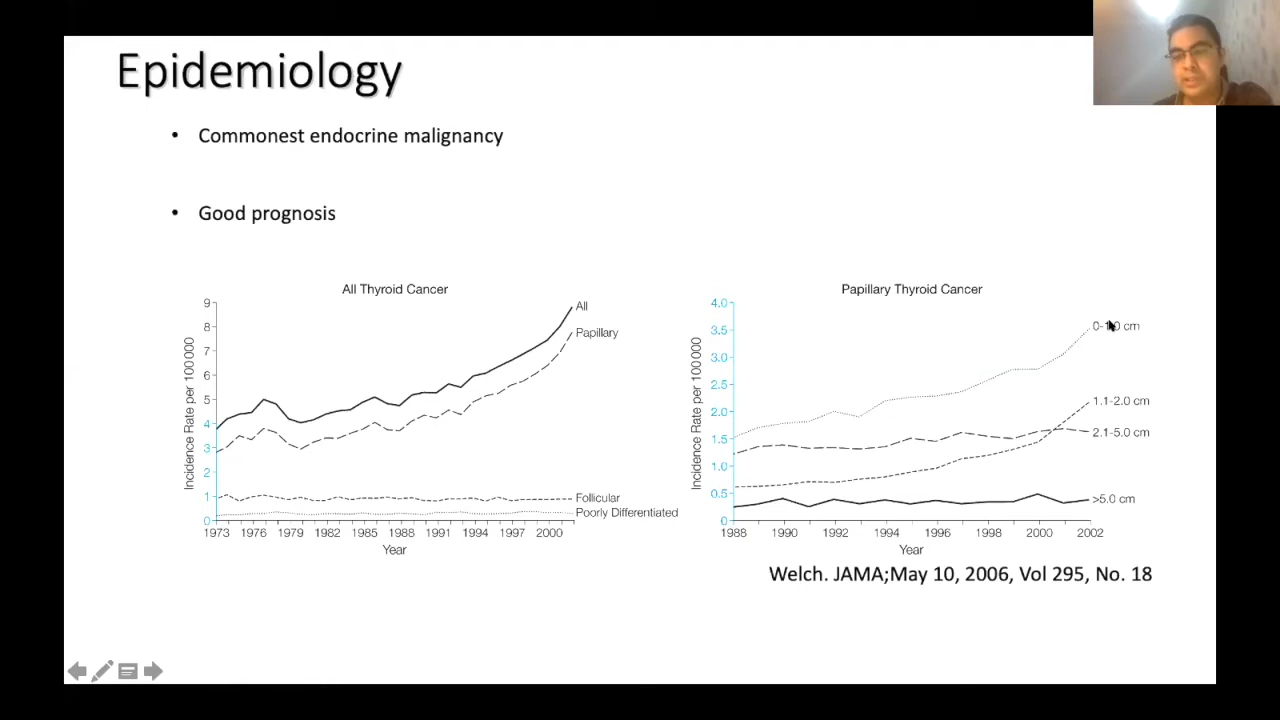 Epidemiology
• Commonest endocrine malignancy
• Good prognosis
All Thyroid Cancer
Incidence Rate per 100 000
9
8
7
6
5
4
3
2
1
0
All
Papillary
Follicular
Poorly Differentiated
1973 1976 1979 1982 1985 1988 1991 1994 1997 2000
Year
Papillary Thyroid Cancer
Incidence Rate per 100 000
4.0
3.5
3.0
2.5
2.0
1.5
1.0
0.5
0
0-1.0 cm
1.1-2.0 cm
2.1-5.0 cm
>5.0 cm
1988 1990 1992 1994 1996 1998 2000 2002
Year
Welch. JAMA;May 10, 2006, Vol 295, No. 18